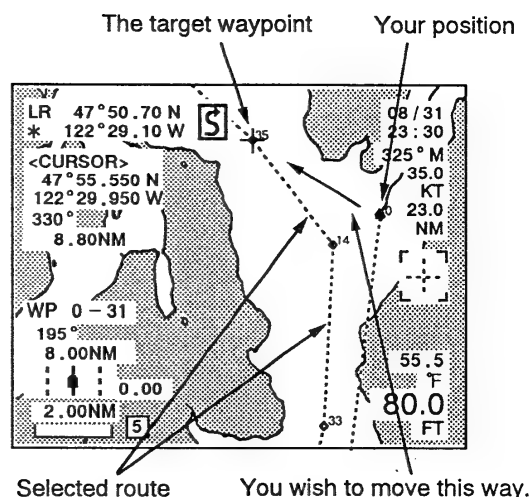 The target waypoint
Your position
LR 47°50.70 N
* 122°29.10 W
S
35
08/31
23:30
<CURSOR>
47°55.550 N
122°29.950 W
330°
8.80NM
325°M
35.0
KT
23.0
NM
0
14
WP 0-31
195°
8.00NM
0.00
2.00NM
5
33
55.5
°F
80.0
FT
Selected route
You wish to move this way.